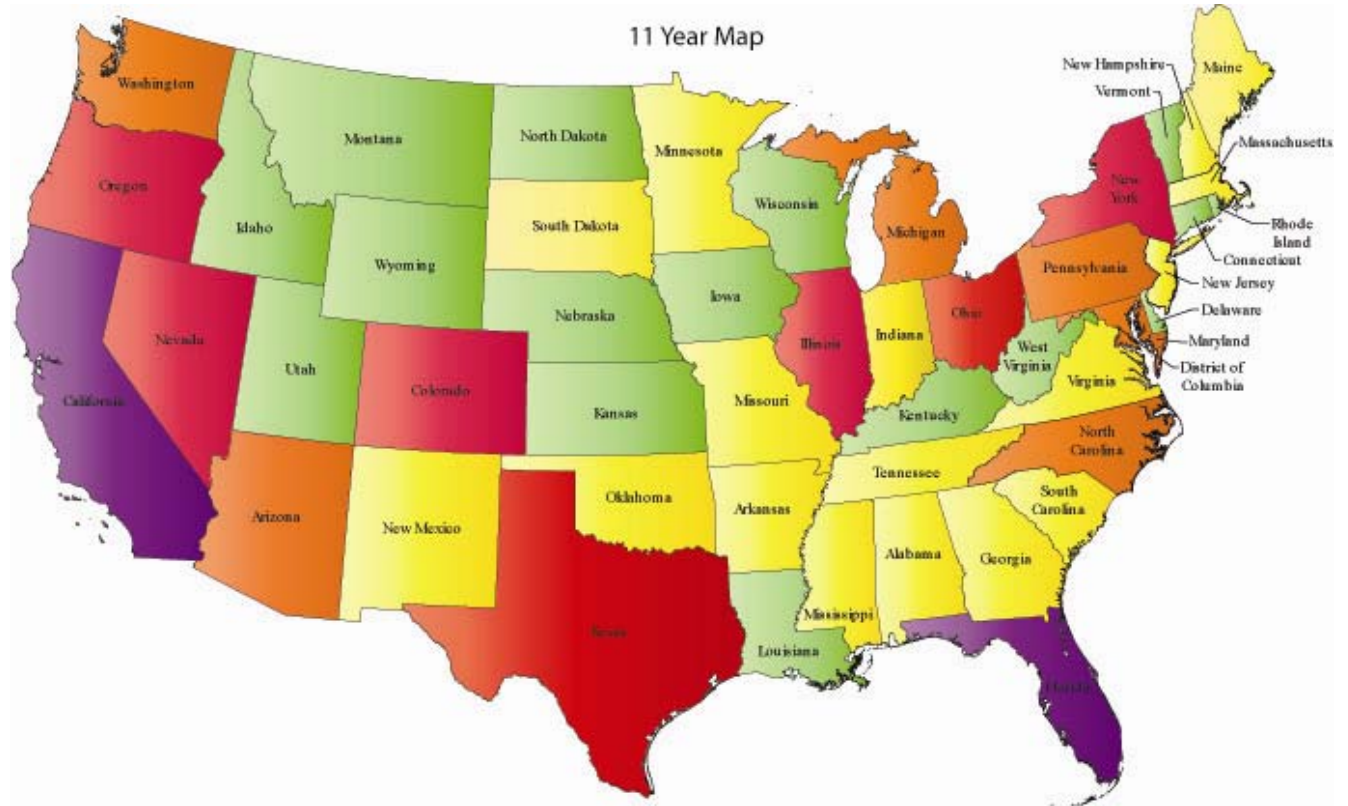 11 Year Map
Washington
Oregon
California
Nevada
Idaho
Montana
Wyoming
Utah
Colorado
Arizona
New Mexico
North Dakota
South Dakota
Nebraska
Kansas
Oklahoma
Texas
Minnesota
Iowa
Missouri
Arkansas
Louisiana
Wisconsin
Illinois
Michigan
Indiana
Ohio
Kentucky
Tennessee
Mississippi
Alabama
Georgia
Florida
South
Carolina
North
Carolina
Virginia
West
Virginia
Pennsylvania
New
York
New Hampshire
Vermont
Maine
Massachusetts
Rhode
Island
Connecticut
New Jersey
Delaware
Maryland
District of
Columbia